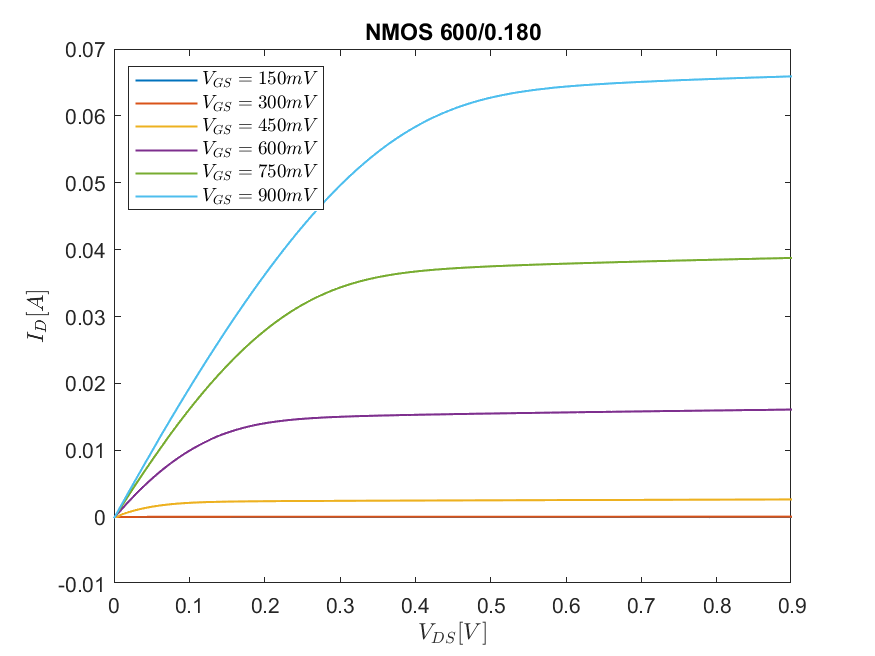 NMOS 600/0.180
0.07
0.06
0.05
0.04
0.03
0.02
0.01
0
-0.01
I_D[A]
V_GS = 150mV
V_GS = 300mV
V_GS = 450mV
V_GS = 600mV
V_GS = 750mV
V_GS = 900mV
0 0.1 0.2 0.3 0.4 0.5 0.6 0.7 0.8 0.9
V_DS[V]